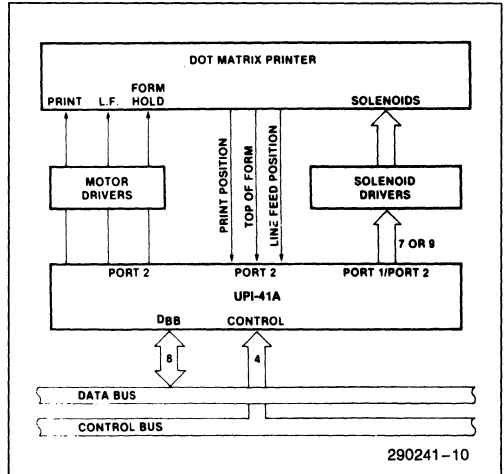 DOT MATRIX PRINTER
PRINT
L.F.
FORM
HOLD
SOLENOIDS
MOTOR
DRIVERS
PRINT POSITION
TOP OF FORM
LINE FEED POSITION
SOLENOID
DRIVERS
7 OR 9
PORT 2
PORT 2
PORT 1/PORT 2
UPI-41A
DBB
CONTROL
8
4
DATA BUS
CONTROL BUS
290241-10